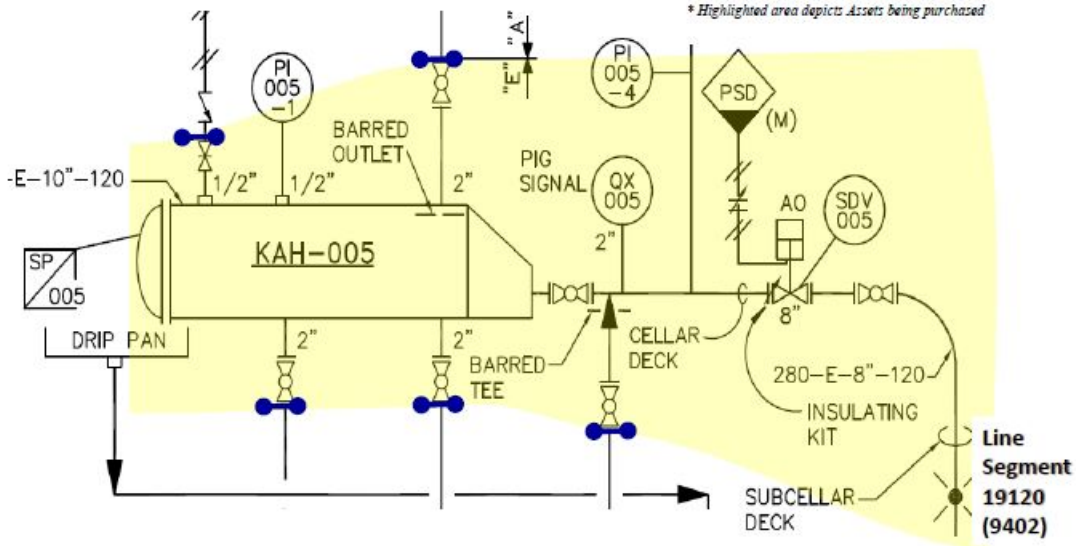 * Highlighted area depicts Assets being purchased
"A"
"E"
PI
005
-1
PI
005
-4
PSD
(M)
BARRED
OUTLET
PIG
SIGNAL
QX
005
AO
SDV
005
-E-10"-120
1/2"
1/2"
2"
2"
KAH-005
SP
005
8"
DRIP PAN
2"
2"
BARRED
TEE
CELLAR
DECK
280-E-8"-120
INSULATING
KIT
SUBCELLAR
DECK
Line
Segment
19120
(9402)